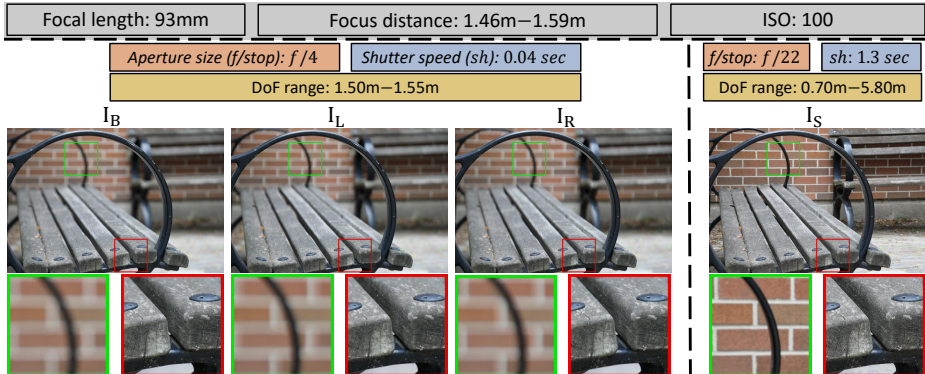 Focal length: 93mm
Focus distance: 1.46m−1.59m
ISO: 100
Aperture size (f/stop): f/4
Shutter speed (sh): 0.04 sec
f/stop: f/22
sh: 1.3 sec
DoF range: 1.50m−1.55m
DoF range: 0.70m−5.80m
I_B
I_L
I_R
I_S